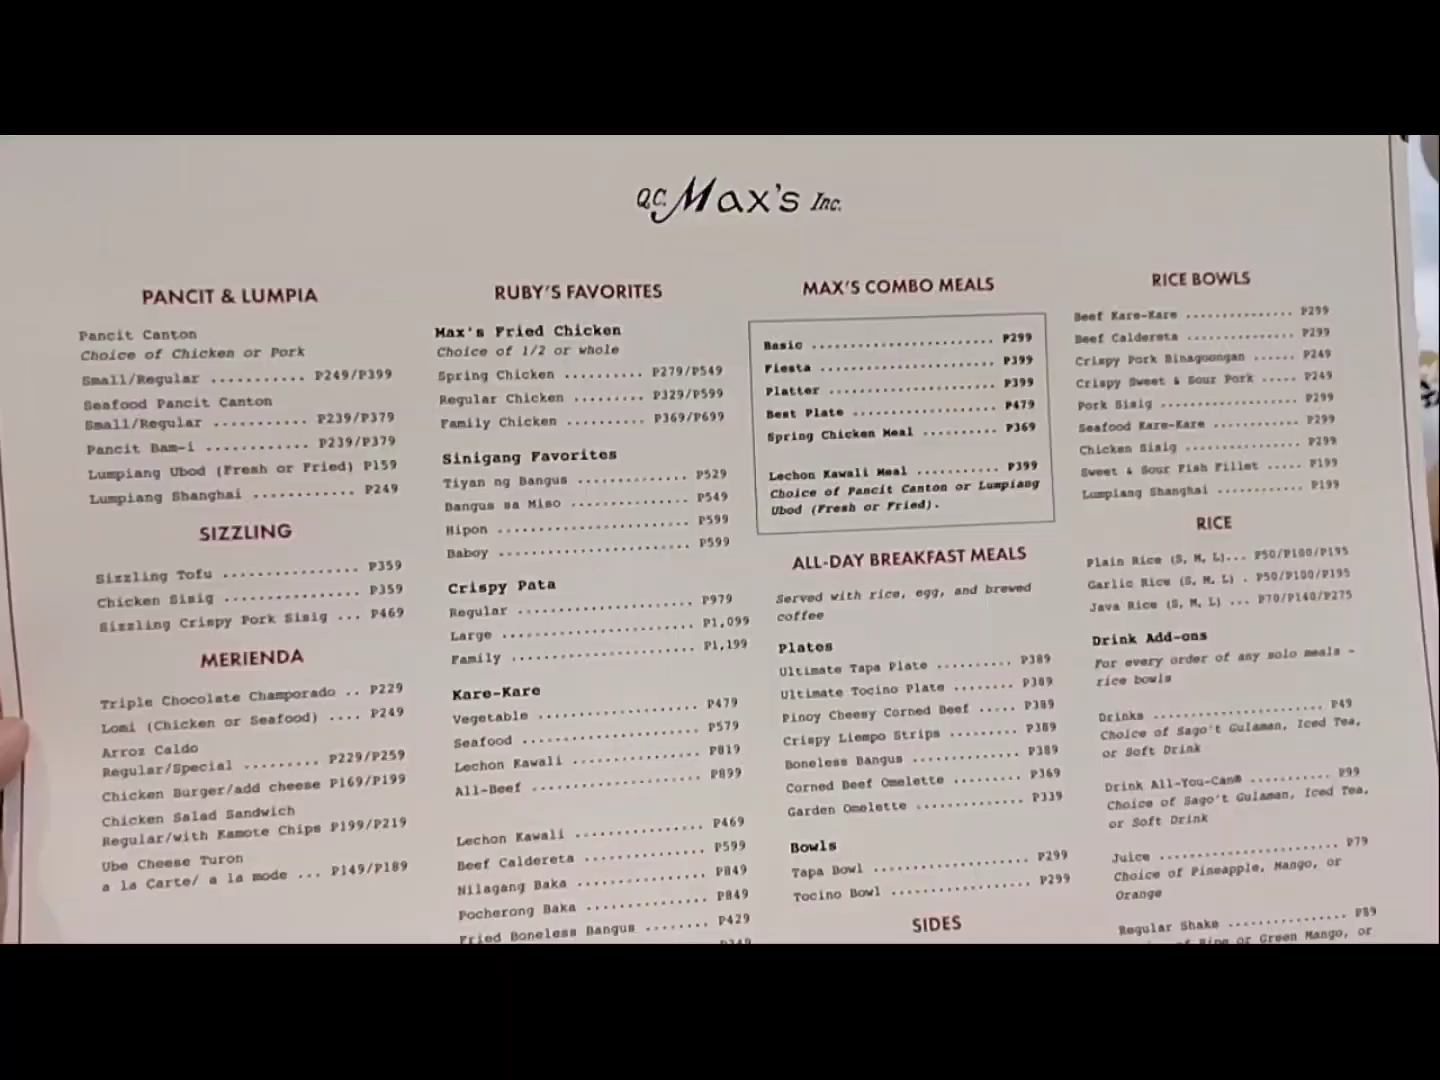 Q.C. Max's Inc.
PANCIT & LUMPIA
Pancit Canton
Choice of Chicken or Pork
Small/Regular .......... P249/P399
Seafood Pancit Canton
Small/Regular ........... P239/P379
Pancit Bam-i ............ P239/P379
Lumpiang Ubod (Fresh or Fried) P159
Lumpiang Shanghai ............ P249
SIZZLING
Sizzling Tofu ................ P359
Chicken Sisig ................ P359
Sizzling Crispy Pork Sisig ... P469
MERIENDA
Triple Chocolate Champorado .. P229
Lomi (Chicken or Seafood) .... P249
Arroz Caldo
Regular/Special ......... P229/P259
Chicken Burger/add cheese P169/P199
Chicken Salad Sandwich
Regular/with Kamote Chips P199/P219
Ube Cheese Turon
a la Carte/ a la mode ... P149/P189
RUBY'S FAVORITES
Max's Fried Chicken
Choice of 1/2 or whole
Spring Chicken .......... P279/P549
Regular Chicken ......... P329/P599
Family Chicken .......... P369/P699
Sinigang Favorites
Tiyan ng Bangus .............. P529
Bangus sa Miso ............... P549
Hipon ........................ P599
Baboy ........................ P599
Crispy Pata
Regular ...................... P979
Large ...................... P1,099
Family ..................... P1,199
Kare-Kare
Vegetable .................... P479
Seafood ...................... P579
Lechon Kawali ................ P819
All-Beef ..................... P899
Lechon Kawali ................ P469
Beef Caldereta ............... P599
Nilagang Baka ................ P849
Pocherong Baka ............... P849
Fried Boneless Bangus ........ P429
P349
MAX'S COMBO MEALS
Basic ........................ P299
Fiesta ....................... P399
Platter ...................... P399
Best Plate ................... P479
Spring Chicken Meal .......... P369
Lechon Kawali Meal ........... P399
Choice of Pancit Canton or Lumpiang
Ubod (Fresh or Fried).
ALL-DAY BREAKFAST MEALS
Served with rice, egg, and brewed
coffee
Plates
Ultimate Tapa Plate .......... P389
Ultimate Tocino Plate ........ P389
Pinoy Cheesy Corned Beef ..... P389
Crispy Liempo Strips ......... P389
Boneless Bangus .............. P389
Corned Beef Omelette ......... P369
Garden Omelette .............. P339
Bowls
Tapa Bowl .................... P299
Tocino Bowl .................. P299
SIDES
RICE BOWLS
Beef Kare-Kare ............... P299
Beef Caldereta ............... P299
Crispy Pork Binagoongan ...... P249
Crispy Sweet & Sour Pork ..... P249
Pork Sisig ................... P299
Seafood Kare-Kare ............ P299
Chicken Sisig ................ P299
Sweet & Sour Fish Fillet ..... P199
Lumpiang Shanghai ............ P199
RICE
Plain Rice (S, M, L)... P50/P100/P195
Garlic Rice (S, M, L) . P50/P100/P195
Java Rice (S, M, L) ... P70/P140/P275
Drink Add-ons
For every order of any solo meals -
rice bowls
Drinks ........................ P49
Choice of Sago't Gulaman, Iced Tea,
or Soft Drink
Drink All-You-Can® ............ P99
Choice of Sago't Gulaman, Iced Tea,
or Soft Drink
Juice ......................... P79
Choice of Pineapple, Mango, or
Orange
Regular Shake ................. P89
of Ripe or Green Mango, or